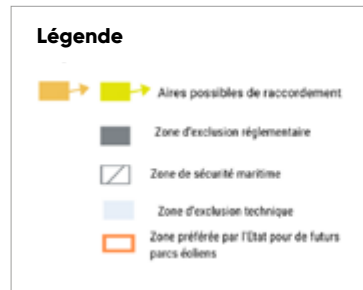 Légende
Aires possibles de raccordement
Zone d'exclusion réglementaire
Zone de sécurité maritime
Zone d'exclusion technique
Zone préférée par l'Etat pour de futurs
parcs éoliens